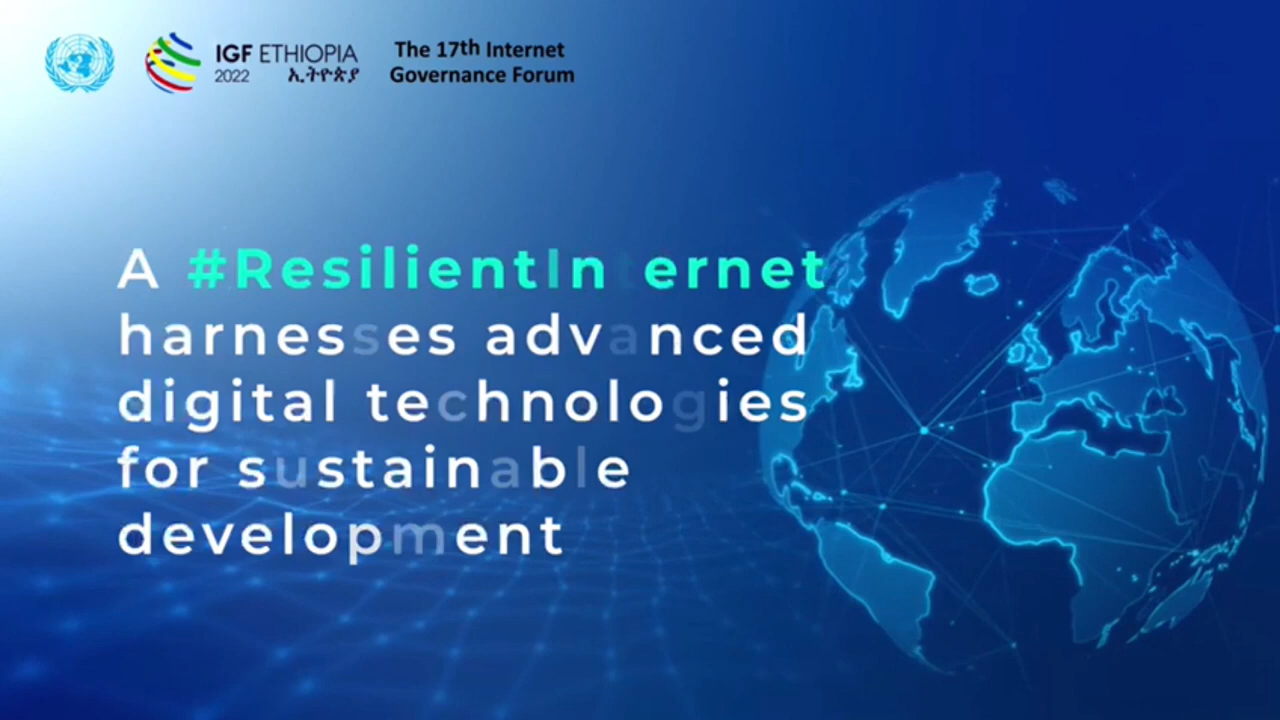 IGF ETHIOPIA
2022 ኢትዮጵያ
The 17th Internet
Governance Forum
A #ResilientInternet
harnesses advanced
digital technologies
for sustainable
development